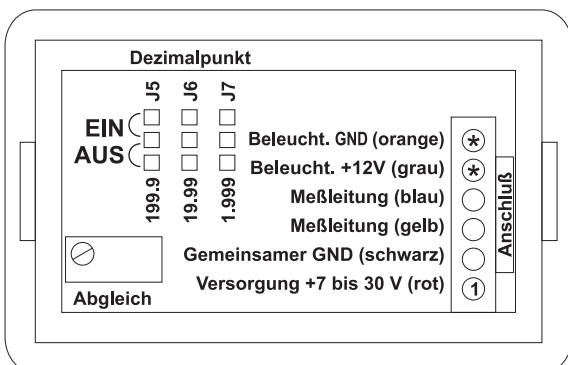 Dezimalpunkt
J5 J6 J7
EIN
AUS
199.9 19.99 1.999
Beleucht. GND (orange) *
Beleucht. +12V (grau) *
Meßleitung (blau)
Meßleitung (gelb)
Gemeinsamer GND (schwarz)
Versorgung +7 bis 30 V (rot) 1
Anschluß
Abgleich